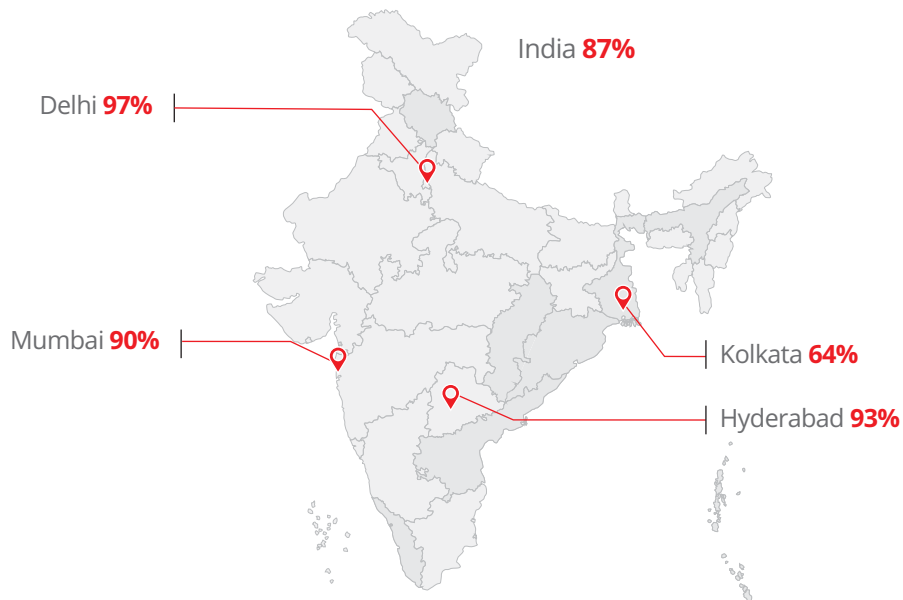 India 87%
Delhi 97%
Mumbai 90%
Kolkata 64%
Hyderabad 93%